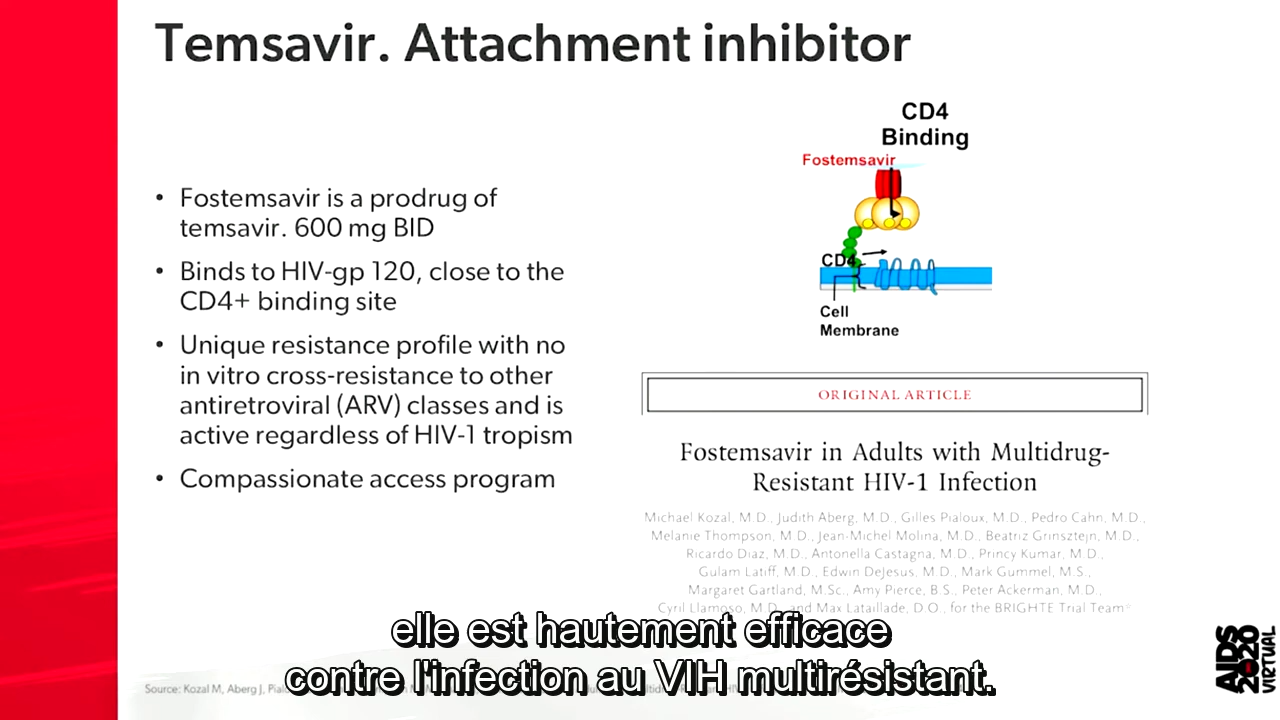 Temsavir. Attachment inhibitor
CD4
Binding
Fostemsavir
CD4
Cell
Membrane
• Fostemsavir is a prodrug of
temsavir. 600 mg BID
• Binds to HIV-gp 120, close to the
CD4+ binding site
• Unique resistance profile with no
in vitro cross-resistance to other
antiretroviral (ARV) classes and is
active regardless of HIV-1 tropism
• Compassionate access program
ORIGINAL ARTICLE
Fostemsavir in Adults with Multidrug-
Resistant HIV-1 Infection
Michael Kozal, M.D., Judith Aberg, M.D., Gilles Pialoux, M.D., Pedro Cahn, M.D.,
Melanie Thompson, M.D., Jean-Michel Molina, M.D., Beatriz Grinsztejn, M.D.,
Ricardo Diaz, M.D., Antonella Castagna, M.D., Princy Kumar, M.D.,
Gulam Latiff, M.D., Edwin DeJesus, M.D., Mark Gummel, M.S.,
Margaret Gartland, M.Sc., Amy Pierce, B.S., Peter Ackerman, M.D.,
Cyril Llamoso, M.D., and Max Lataillade, D.O., for the BRIGHTE Trial Team*
elle est hautement efficace
contre l'infection au VIH multirésistant.
Source: Kozal M, Aberg J,
AIDS
2020
VIRTUAL